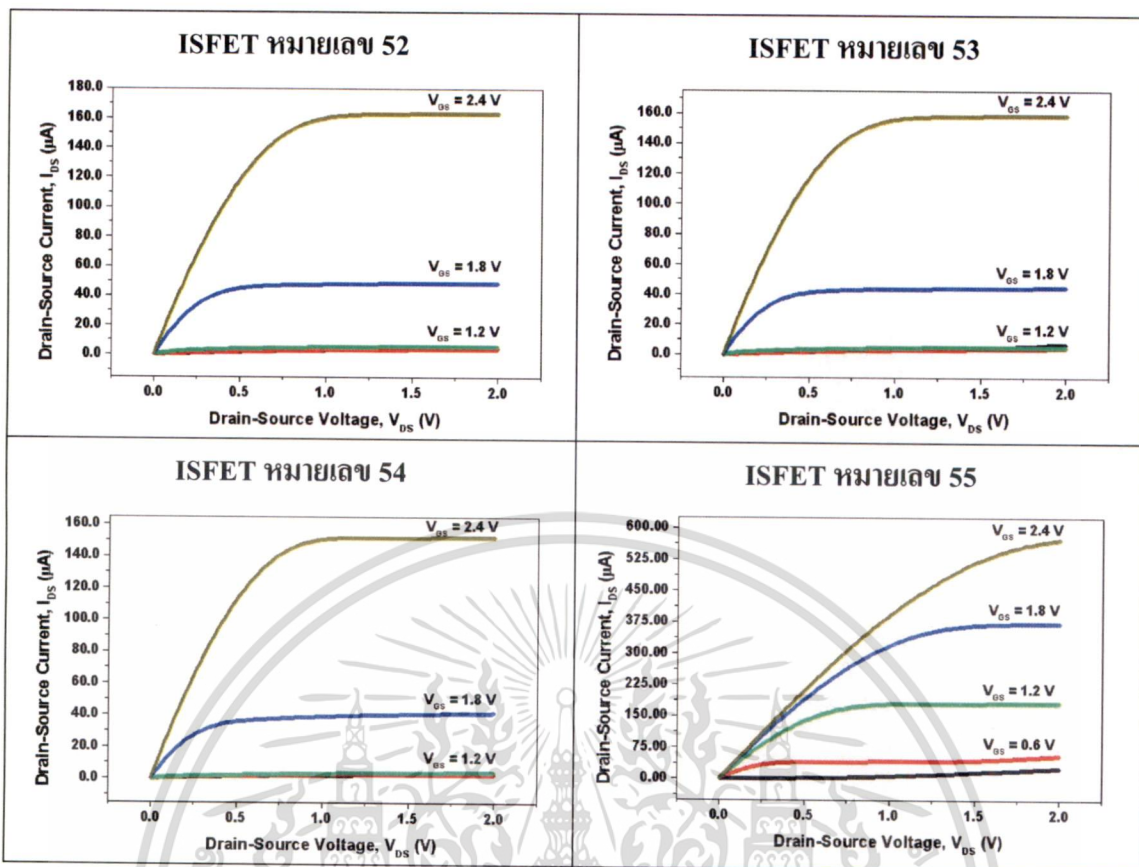 ISFET หมายเลข 52
180.0
160.0
140.0
120.0
100.0
80.0
60.0
40.0
20.0
0.0
Drain-Source Current, I_DS (µA)
V_GS = 2.4 V
V_GS = 1.8 V
V_GS = 1.2 V
0.0 0.5 1.0 1.5 2.0
Drain-Source Voltage, V_DS (V)
ISFET หมายเลข 53
160.0
140.0
120.0
100.0
80.0
60.0
40.0
20.0
0.0
Drain-Source Current, I_DS (µA)
V_GS = 2.4 V
V_GS = 1.8 V
V_GS = 1.2 V
0.0 0.5 1.0 1.5 2.0
Drain-Source Voltage, V_DS (V)
ISFET หมายเลข 54
160.0
140.0
120.0
100.0
80.0
60.0
40.0
20.0
0.0
Drain-Source Current, I_DS (µA)
V_GS = 2.4 V
V_GS = 1.8 V
V_GS = 1.2 V
0.0 0.5 1.0 1.5 2.0
Drain-Source Voltage, V_DS (V)
ISFET หมายเลข 55
600.00
525.00
450.00
375.00
300.00
225.00
150.00
75.00
0.00
Drain-Source Current, I_DS (µA)
V_GS = 2.4 V
V_GS = 1.8 V
V_GS = 1.2 V
V_GS = 0.6 V
0.0 0.5 1.0 1.5 2.0
Drain-Source Voltage, V_DS (V)